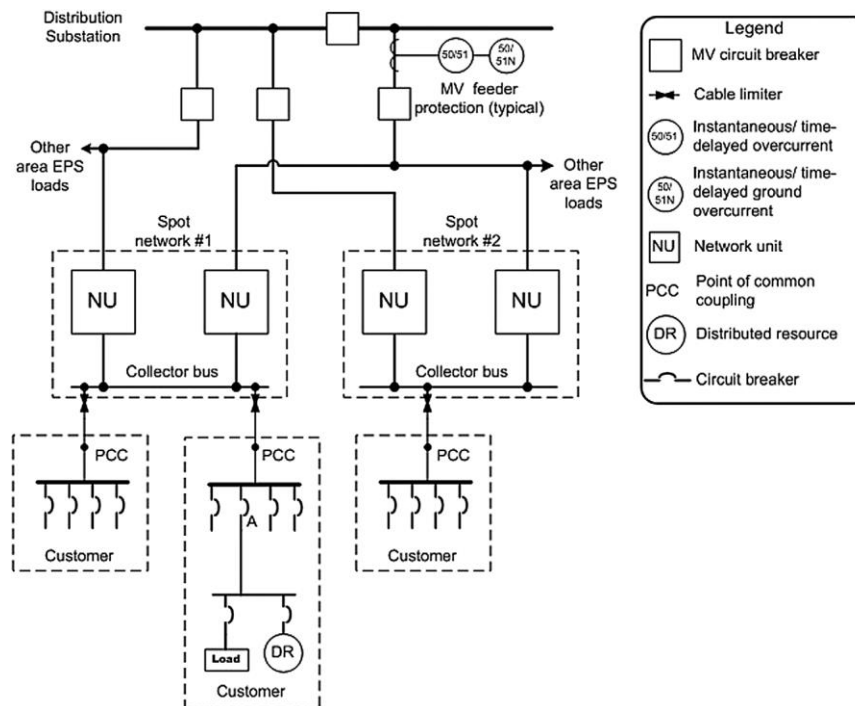 Distribution
Substation
50/51
50/
51N
MV feeder
protection (typical)
Other
area EPS
loads
Other
area EPS
loads
Spot
network #1
Spot
network #2
NU
NU
NU
NU
Collector bus
Collector bus
PCC
PCC
PCC
A
Customer
Customer
Load
DR
Customer
Legend
MV circuit breaker
Cable limiter
50/51
Instantaneous/ time-
delayed overcurrent
50/
51N
Instantaneous/ time-
delayed ground
overcurrent
NU
Network unit
PCC
Point of common
coupling
DR
Distributed resource
Circuit breaker